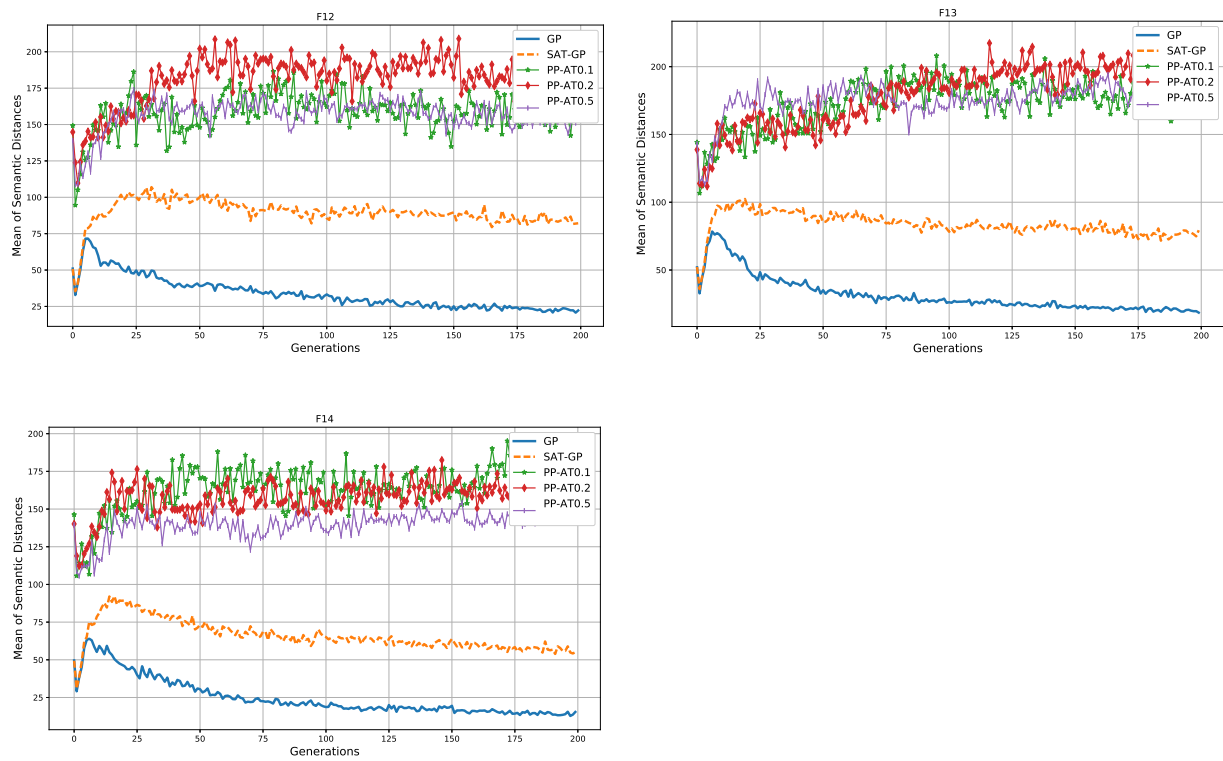 F12
Mean of Semantic Distances
200
175
150
125
100
75
50
25
0 25 50 75 100 125 150 175 200
Generations
GP
SAT-GP
PP-AT0.1
PP-AT0.2
PP-AT0.5
F13
Mean of Semantic Distances
200
150
100
50
0 25 50 75 100 125 150 175 200
Generations
GP
SAT-GP
PP-AT0.1
PP-AT0.2
PP-AT0.5
F14
Mean of Semantic Distances
200
175
150
125
100
75
50
25
0 25 50 75 100 125 150 175 200
Generations
GP
SAT-GP
PP-AT0.1
PP-AT0.2
PP-AT0.5